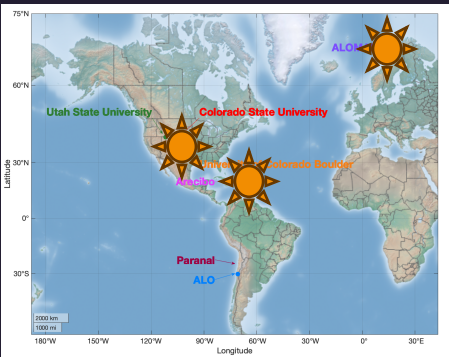 75°N
ALOM
60°N
Utah State University
Colorado State University
30°N
Colorado Boulder
Arecibo
Latitude
0°
Paranal
30°S
ALO
2000 km
1000 mi
180°W
150°W
120°W
90°W
60°W
30°W
0°
30°E
Longitude